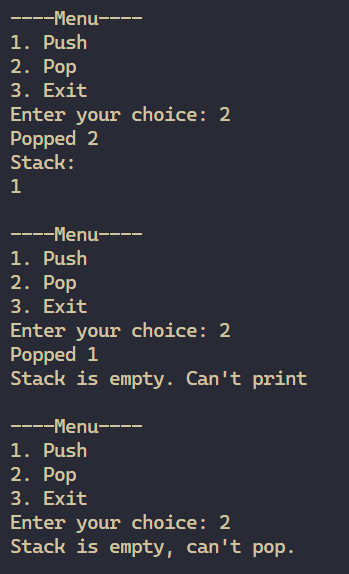 ----Menu----
1. Push
2. Pop
3. Exit
Enter your choice: 2
Popped 2
Stack:
1
----Menu----
1. Push
2. Pop
3. Exit
Enter your choice: 2
Popped 1
Stack is empty. Can't print
----Menu----
1. Push
2. Pop
3. Exit
Enter your choice: 2
Stack is empty, can't pop.